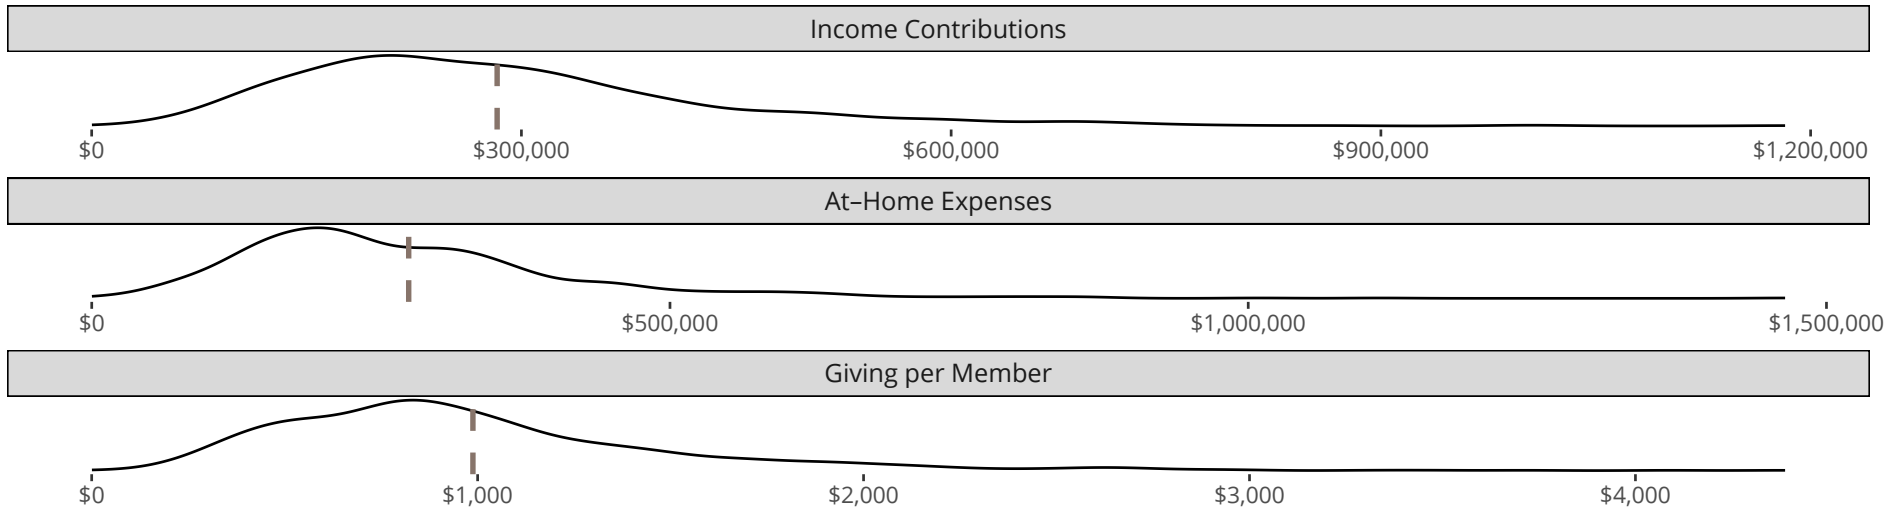 Income Contributions
$0 $300,000 $600,000 $900,000 $1,200,000
At–Home Expenses
$0 $500,000 $1,000,000 $1,500,000
Giving per Member
$0 $1,000 $2,000 $3,000 $4,000